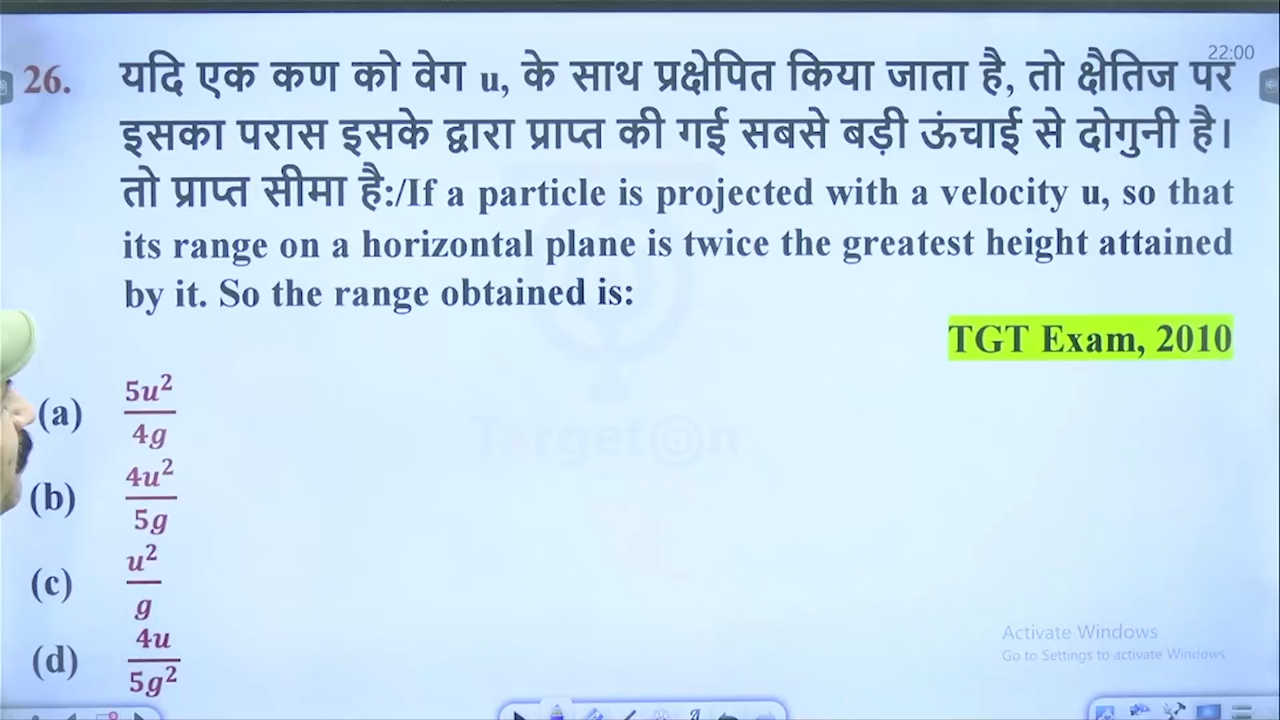 22:00
26. यदि एक कण को वेग u, के साथ प्रक्षेपित किया जाता है, तो क्षैतिज पर
इसका परास इसके द्वारा प्राप्त की गई सबसे बड़ी ऊंचाई से दोगुनी है।
तो प्राप्त सीमा है:/If a particle is projected with a velocity u, so that
its range on a horizontal plane is twice the greatest height attained
by it. So the range obtained is:
TGT Exam, 2010
(a) 5u²/4g
Target@n
(b) 4u²/5g
(c) u²/g
(d) 4u/5g²
Activate Windows
Go to Settings to activate Windows.